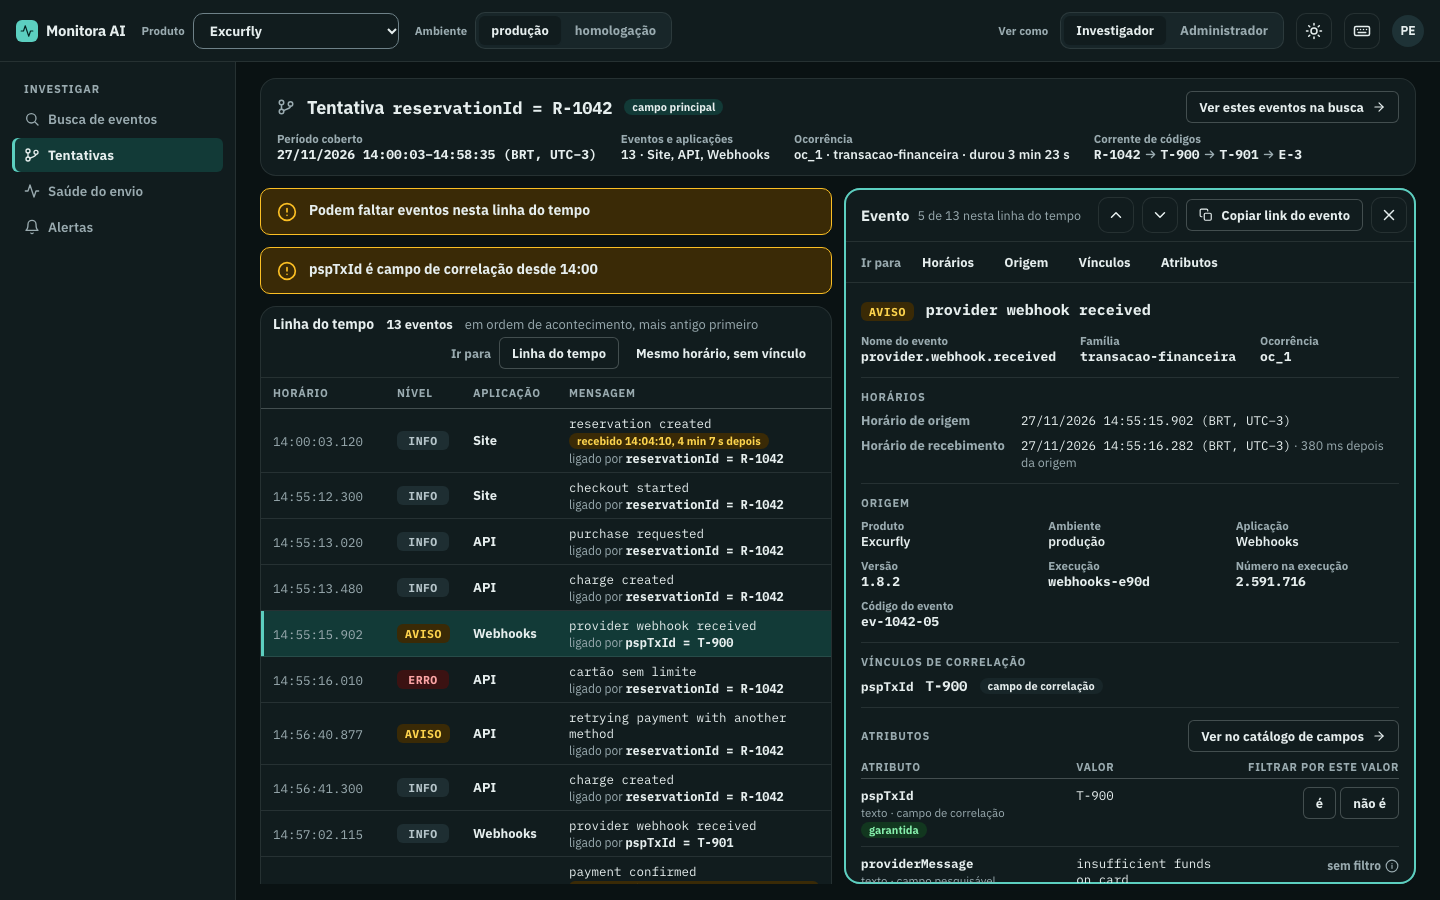 Monitora AI
Produto
Excurfly
Ambiente
produção
homologação
Ver como
Investigador
Administrador
PE
INVESTIGAR
Busca de eventos
Tentativas
Saúde do envio
Alertas
Tentativa reservationId = R-1042
campo principal
Ver estes eventos na busca →
Período coberto
27/11/2026 14:00:03–14:58:35 (BRT, UTC−3)
Eventos e aplicações
13 · Site, API, Webhooks
Ocorrência
oc_1 · transacao-financeira · durou 3 min 23 s
Corrente de códigos
R-1042 → T-900 → T-901 → E-3
Podem faltar eventos nesta linha do tempo
pspTxId é campo de correlação desde 14:00
Linha do tempo 13 eventos em ordem de acontecimento, mais antigo primeiro
Ir para Linha do tempo Mesmo horário, sem vínculo
HORÁRIO NÍVEL APLICAÇÃO MENSAGEM
14:00:03.120 INFO Site reservation created
recebido 14:04:10, 4 min 7 s depois
ligado por reservationId = R-1042
14:55:12.300 INFO Site checkout started
ligado por reservationId = R-1042
14:55:13.020 INFO API purchase requested
ligado por reservationId = R-1042
14:55:13.480 INFO API charge created
ligado por reservationId = R-1042
14:55:15.902 AVISO Webhooks provider webhook received
ligado por pspTxId = T-900
14:55:16.010 ERRO API cartão sem limite
ligado por reservationId = R-1042
14:56:40.877 AVISO API retrying payment with another
method
ligado por reservationId = R-1042
14:56:41.300 INFO API charge created
ligado por reservationId = R-1042
14:57:02.115 INFO Webhooks provider webhook received
ligado por pspTxId = T-901
payment confirmed
Evento 5 de 13 nesta linha do tempo
Copiar link do evento
Ir para Horários Origem Vínculos Atributos
AVISO provider webhook received
Nome do evento
provider.webhook.received
Família
transacao-financeira
Ocorrência
oc_1
HORÁRIOS
Horário de origem 27/11/2026 14:55:15.902 (BRT, UTC−3)
Horário de recebimento 27/11/2026 14:55:16.282 (BRT, UTC−3) · 380 ms depois
da origem
ORIGEM
Produto
Excurfly
Ambiente
produção
Aplicação
Webhooks
Versão
1.8.2
Execução
webhooks-e90d
Número na execução
2.591.716
Código do evento
ev-1042-05
VÍNCULOS DE CORRELAÇÃO
pspTxId T-900 campo de correlação
ATRIBUTOS
Ver no catálogo de campos →
ATRIBUTO VALOR FILTRAR POR ESTE VALOR
pspTxId T-900 é não é
texto · campo de correlação
garantida
providerMessage insufficient funds sem filtro
texto · campo pesquisável on card